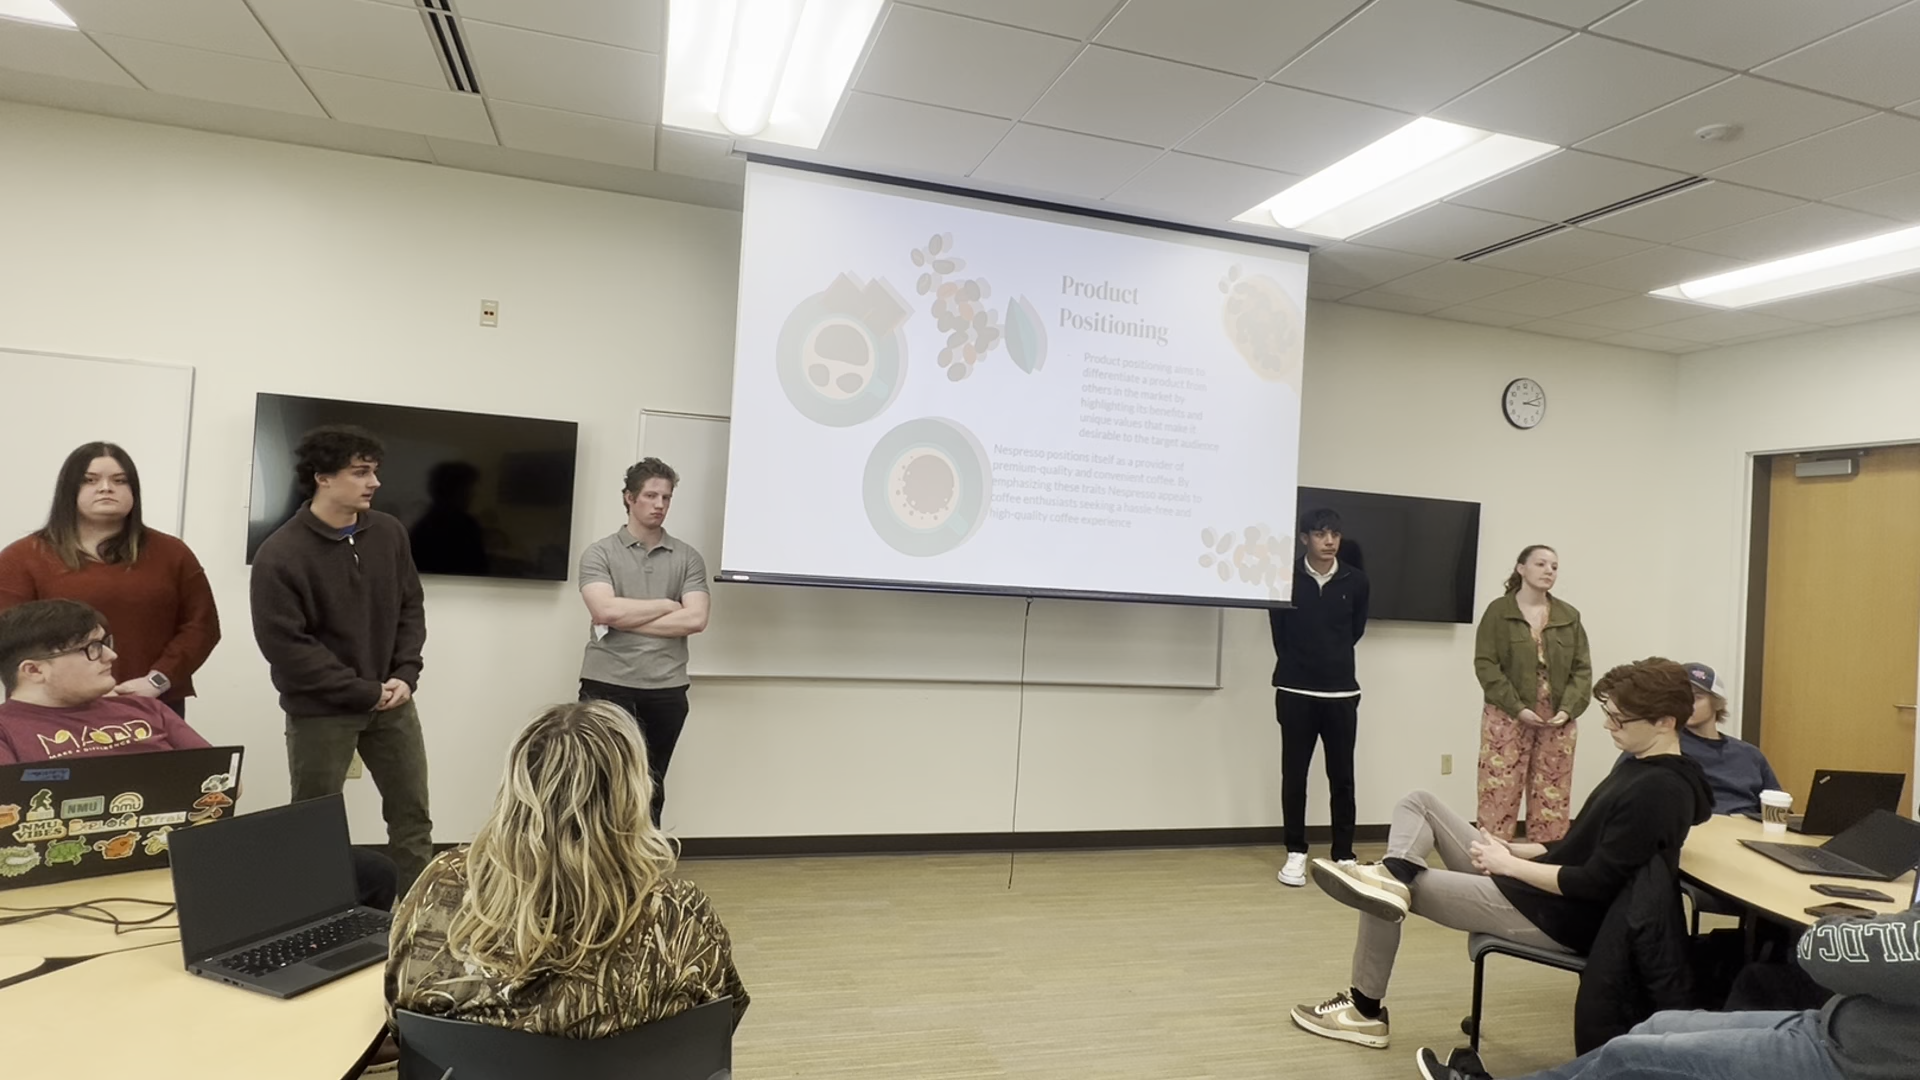 Product
Positioning
Product positioning aims to
differentiate a product from
others in the market by
highlighting its benefits and
unique values that make it
desirable to the target audience
Nespresso positions itself as a provider of
premium-quality and convenient coffee. By
emphasizing these traits Nespresso appeals to
coffee enthusiasts seeking a hassle-free and
high-quality coffee experience
MAKE A DIFFERENCE
NMU
nmu
NMU
VIBES